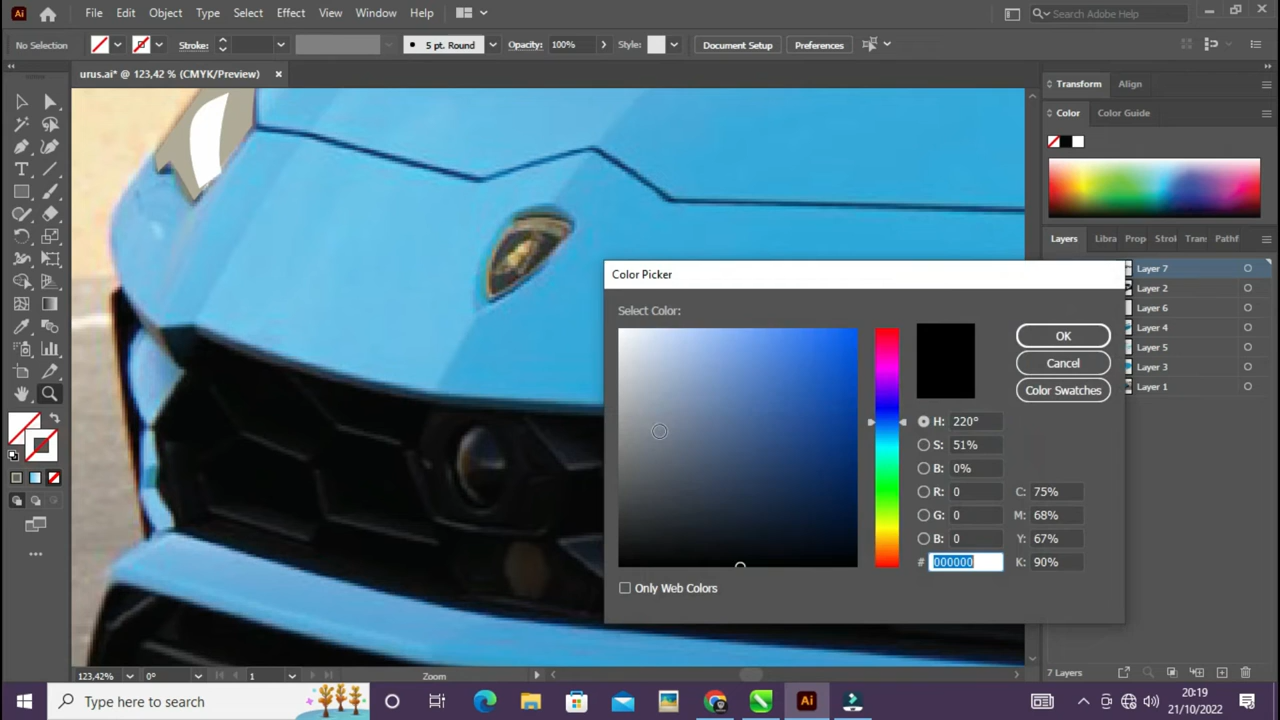 Ai File Edit Object Type Select Effect View Window Help Search Adobe Help
No Selection Stroke: 5 pt. Round Opacity: 100% Style: Document Setup Preferences
urus.ai* @ 123,42 % (CMYK/Preview)
Transform Align
Color Color Guide
Layers Libra Prop Strol Trans Pathf
Layer 7
Layer 2
Layer 6
Layer 4
Layer 5
Layer 3
Layer 1
Color Picker
Select Color:
OK
Cancel
Color Swatches
H: 220°
S: 51%
B: 0%
R: 0 C: 75%
G: 0 M: 68%
B: 0 Y: 67%
# 000000 K: 90%
Only Web Colors
123,42% 0° 1 Zoom
7 Layers
Type here to search
Ai
20:19
21/10/2022